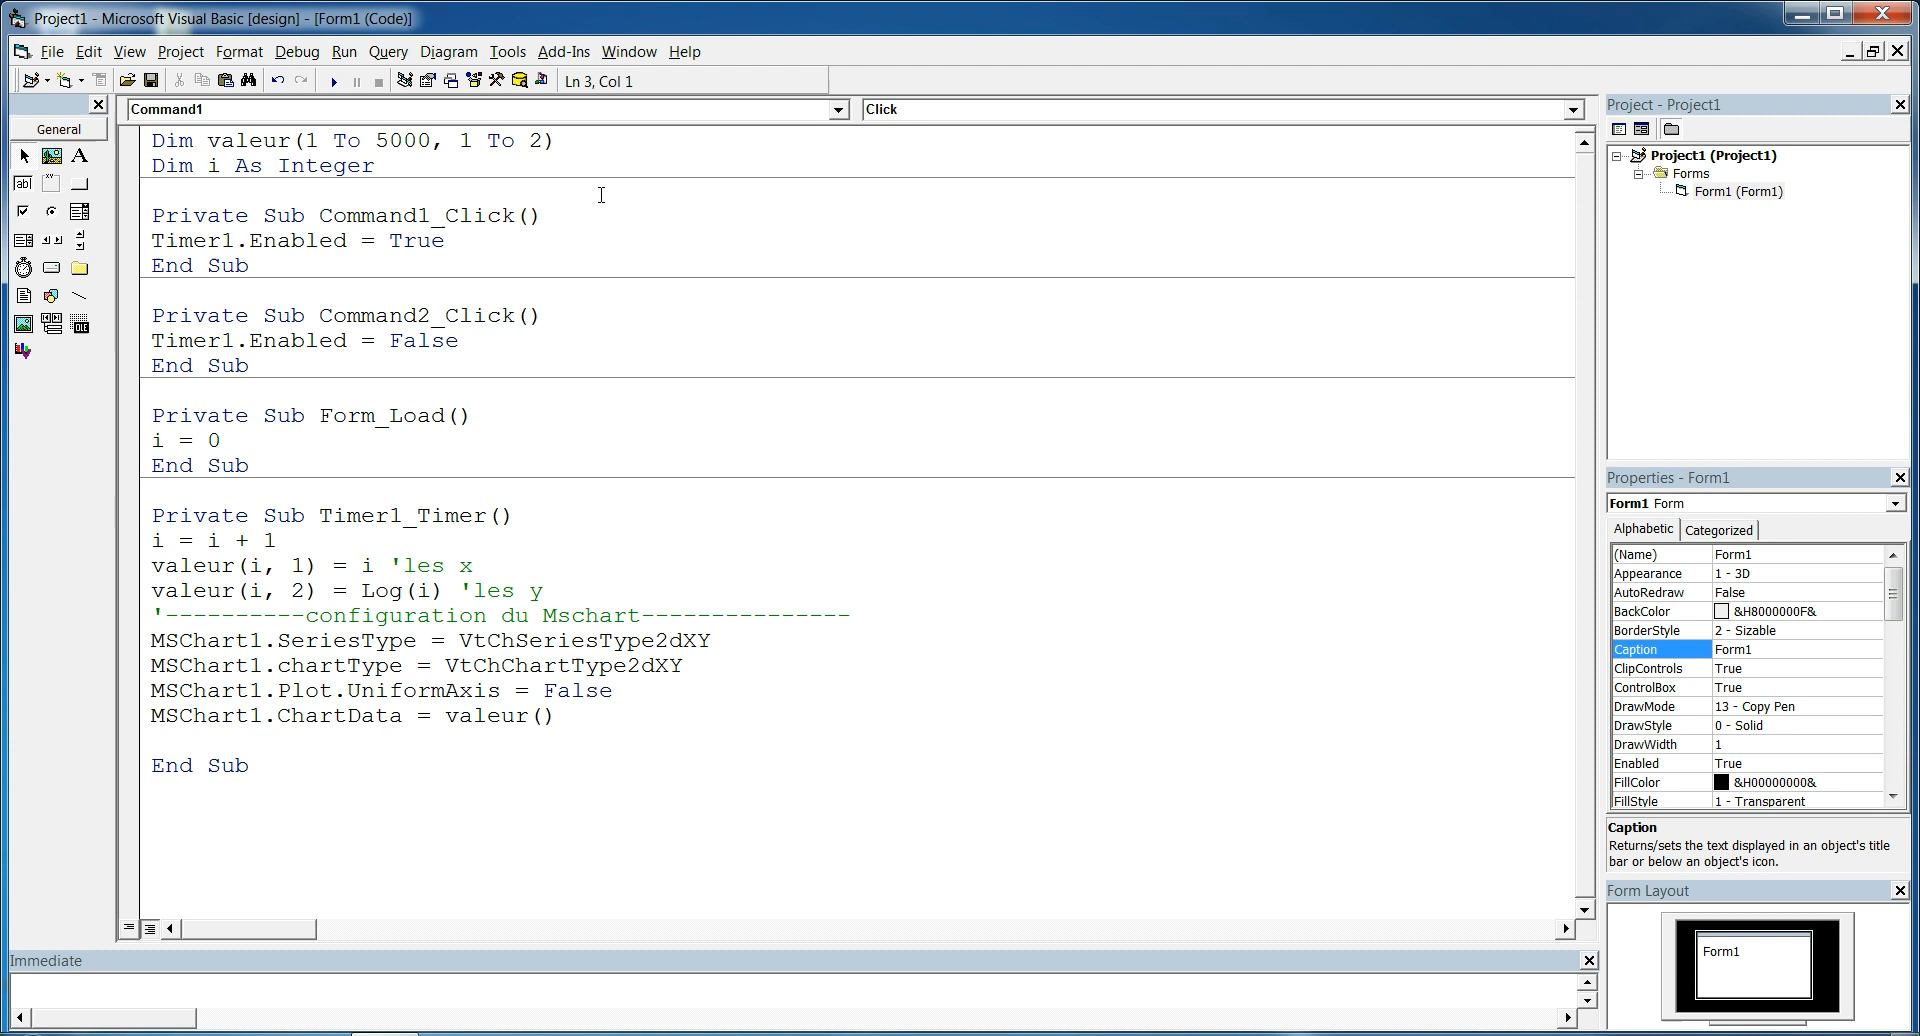 Project1 - Microsoft Visual Basic [design] - [Form1 (Code)]
File Edit View Project Format Debug Run Query Diagram Tools Add-Ins Window Help
Ln 3, Col 1
General
A
ab
xy
OLE
Command1
Click
Dim valeur(1 To 5000, 1 To 2)
Dim i As Integer
Private Sub Command1_Click()
Timer1.Enabled = True
End Sub
Private Sub Command2_Click()
Timer1.Enabled = False
End Sub
Private Sub Form_Load()
i = 0
End Sub
Private Sub Timer1_Timer()
i = i + 1
valeur(i, 1) = i 'les x
valeur(i, 2) = Log(i) 'les y
'----------configuration du Mschart---------------
MSChart1.SeriesType = VtChSeriesType2dXY
MSChart1.chartType = VtChChartType2dXY
MSChart1.Plot.UniformAxis = False
MSChart1.ChartData = valeur()
End Sub
Immediate
Project - Project1
Project1 (Project1)
Forms
Form1 (Form1)
Properties - Form1
Form1 Form
Alphabetic Categorized
(Name) Form1
Appearance 1 - 3D
AutoRedraw False
BackColor &H8000000F&
BorderStyle 2 - Sizable
Caption Form1
ClipControls True
ControlBox True
DrawMode 13 - Copy Pen
DrawStyle 0 - Solid
DrawWidth 1
Enabled True
FillColor &H00000000&
FillStyle 1 - Transparent
Caption
Returns/sets the text displayed in an object's title
bar or below an object's icon.
Form Layout
Form1